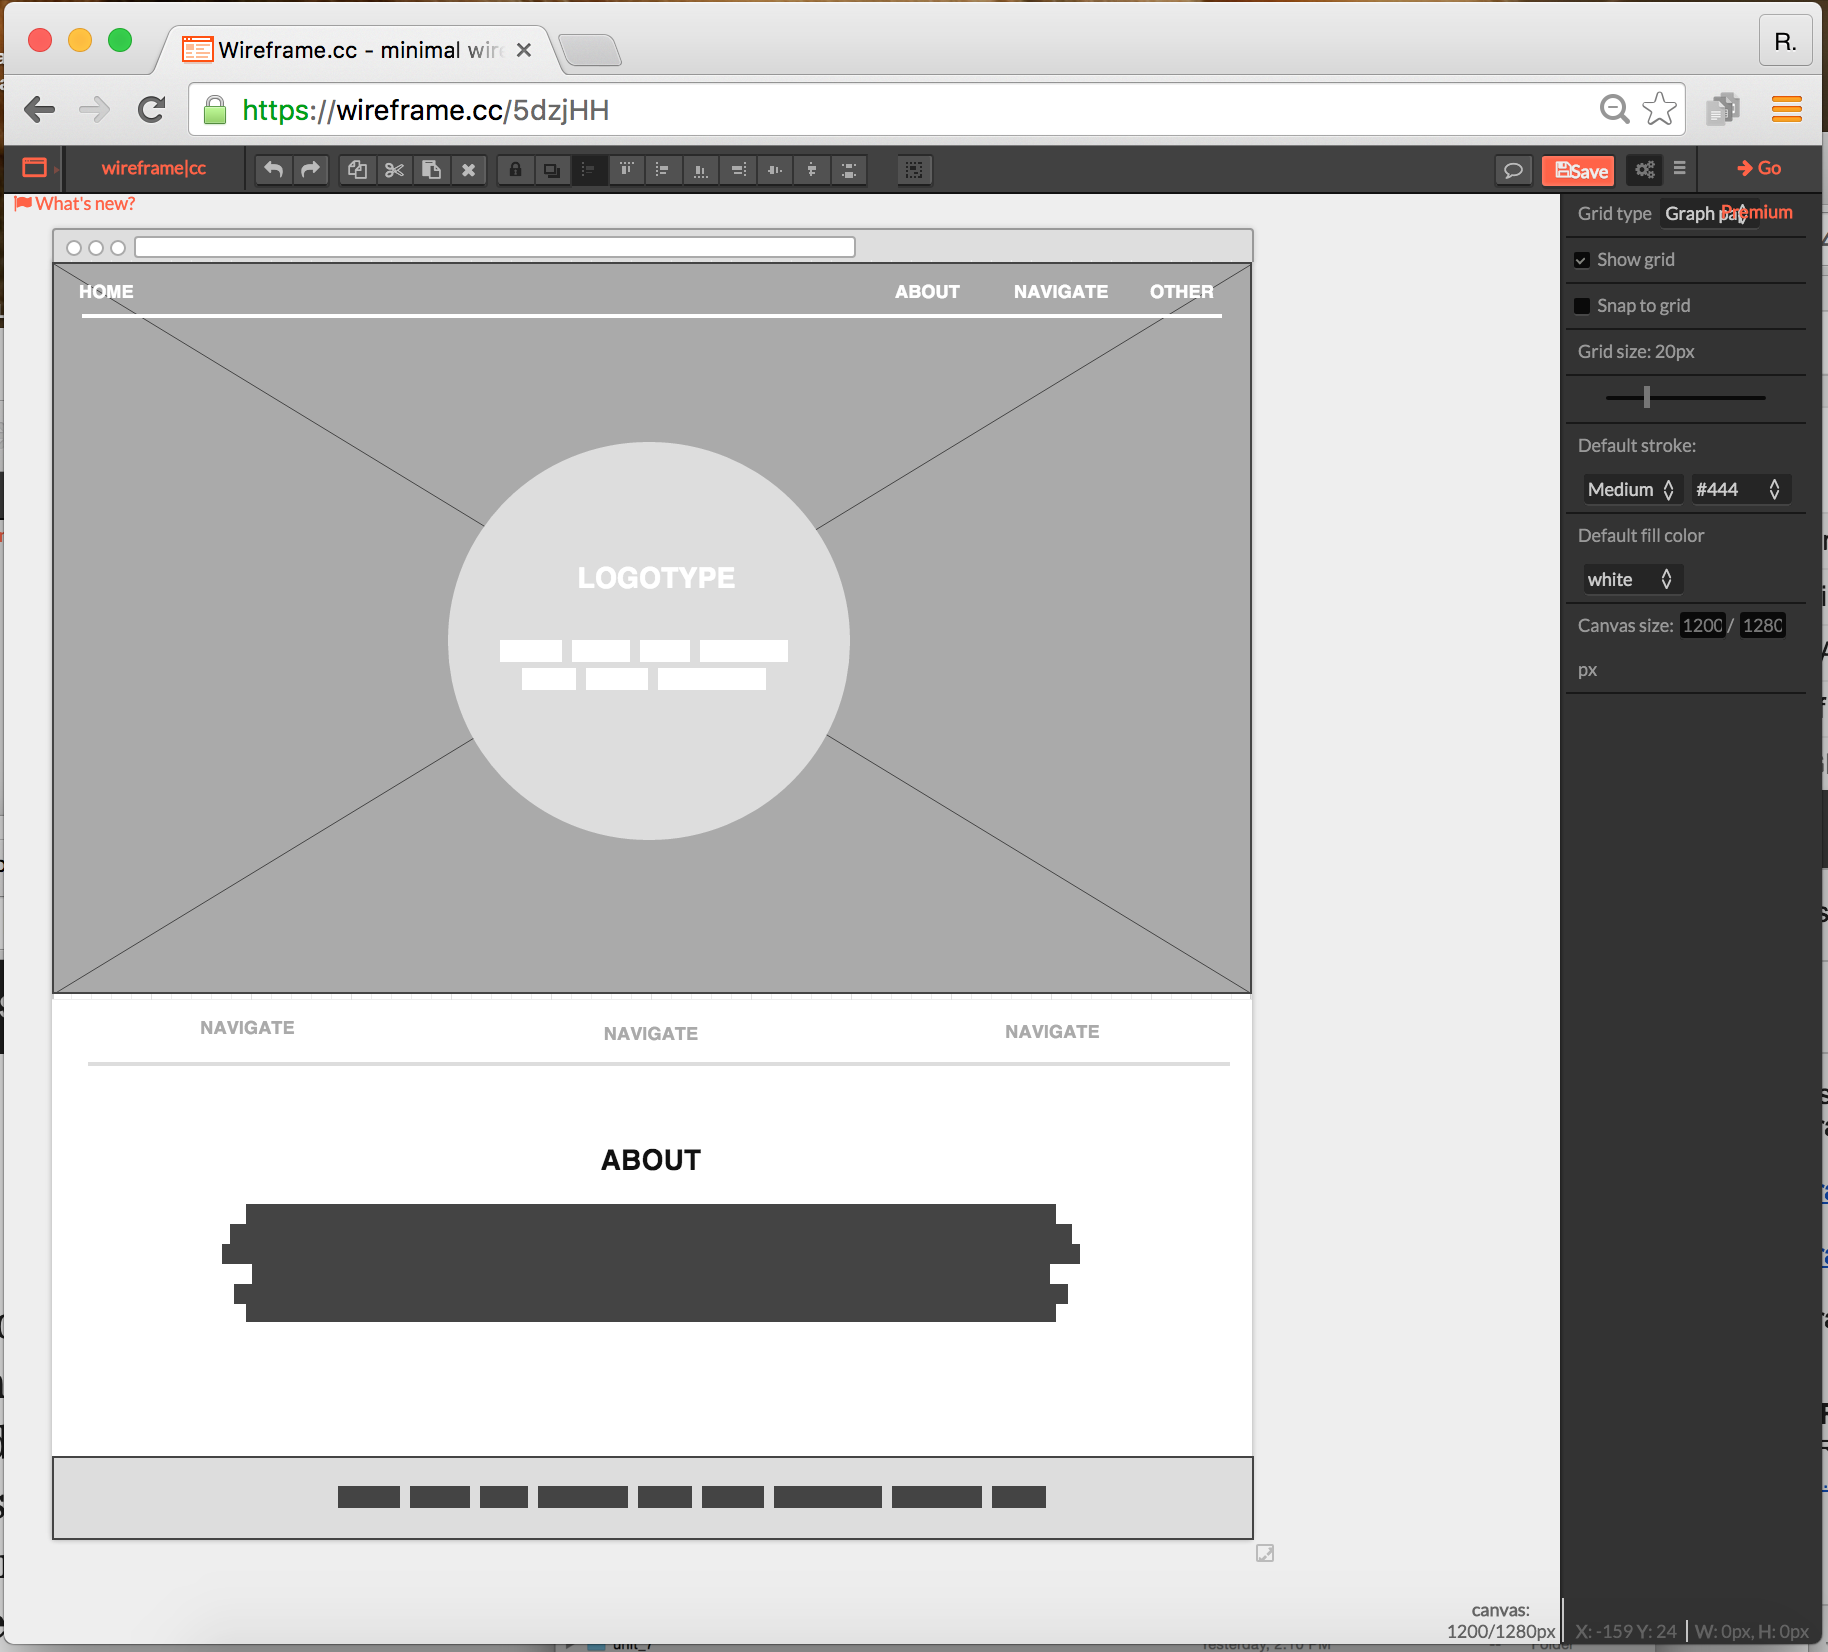 Wireframe.cc - minimal wire
R.
https://wireframe.cc/5dzjHH
wireframe|cc
Save
Go
What's new?
Grid type
Graph pa
Premium
Show grid
Snap to grid
Grid size: 20px
Default stroke:
Medium
#444
Default fill color
white
Canvas size: 1200 / 1280
px
HOME
ABOUT
NAVIGATE
OTHER
LOGOTYPE
NAVIGATE
NAVIGATE
NAVIGATE
ABOUT
canvas:
1200/1280px
X: -159 Y: 24
W: 0px, H: 0px